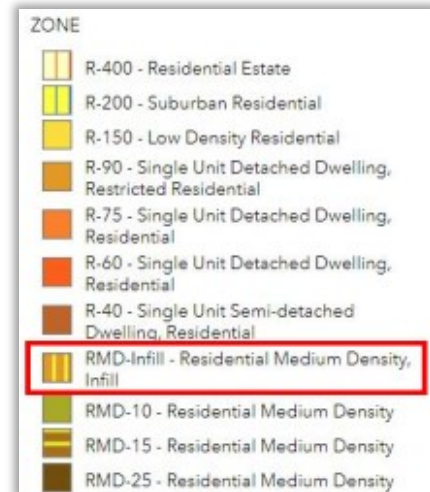 ZONE
R-400 - Residential Estate
R-200 - Suburban Residential
R-150 - Low Density Residential
R-90 - Single Unit Detached Dwelling,
Restricted Residential
R-75 - Single Unit Detached Dwelling,
Residential
R-60 - Single Unit Detached Dwelling,
Residential
R-40 - Single Unit Semi-detached
Dwelling, Residential
RMD-Infill - Residential Medium Density,
Infill
RMD-10 - Residential Medium Density
RMD-15 - Residential Medium Density
RMD-25 - Residential Medium Density